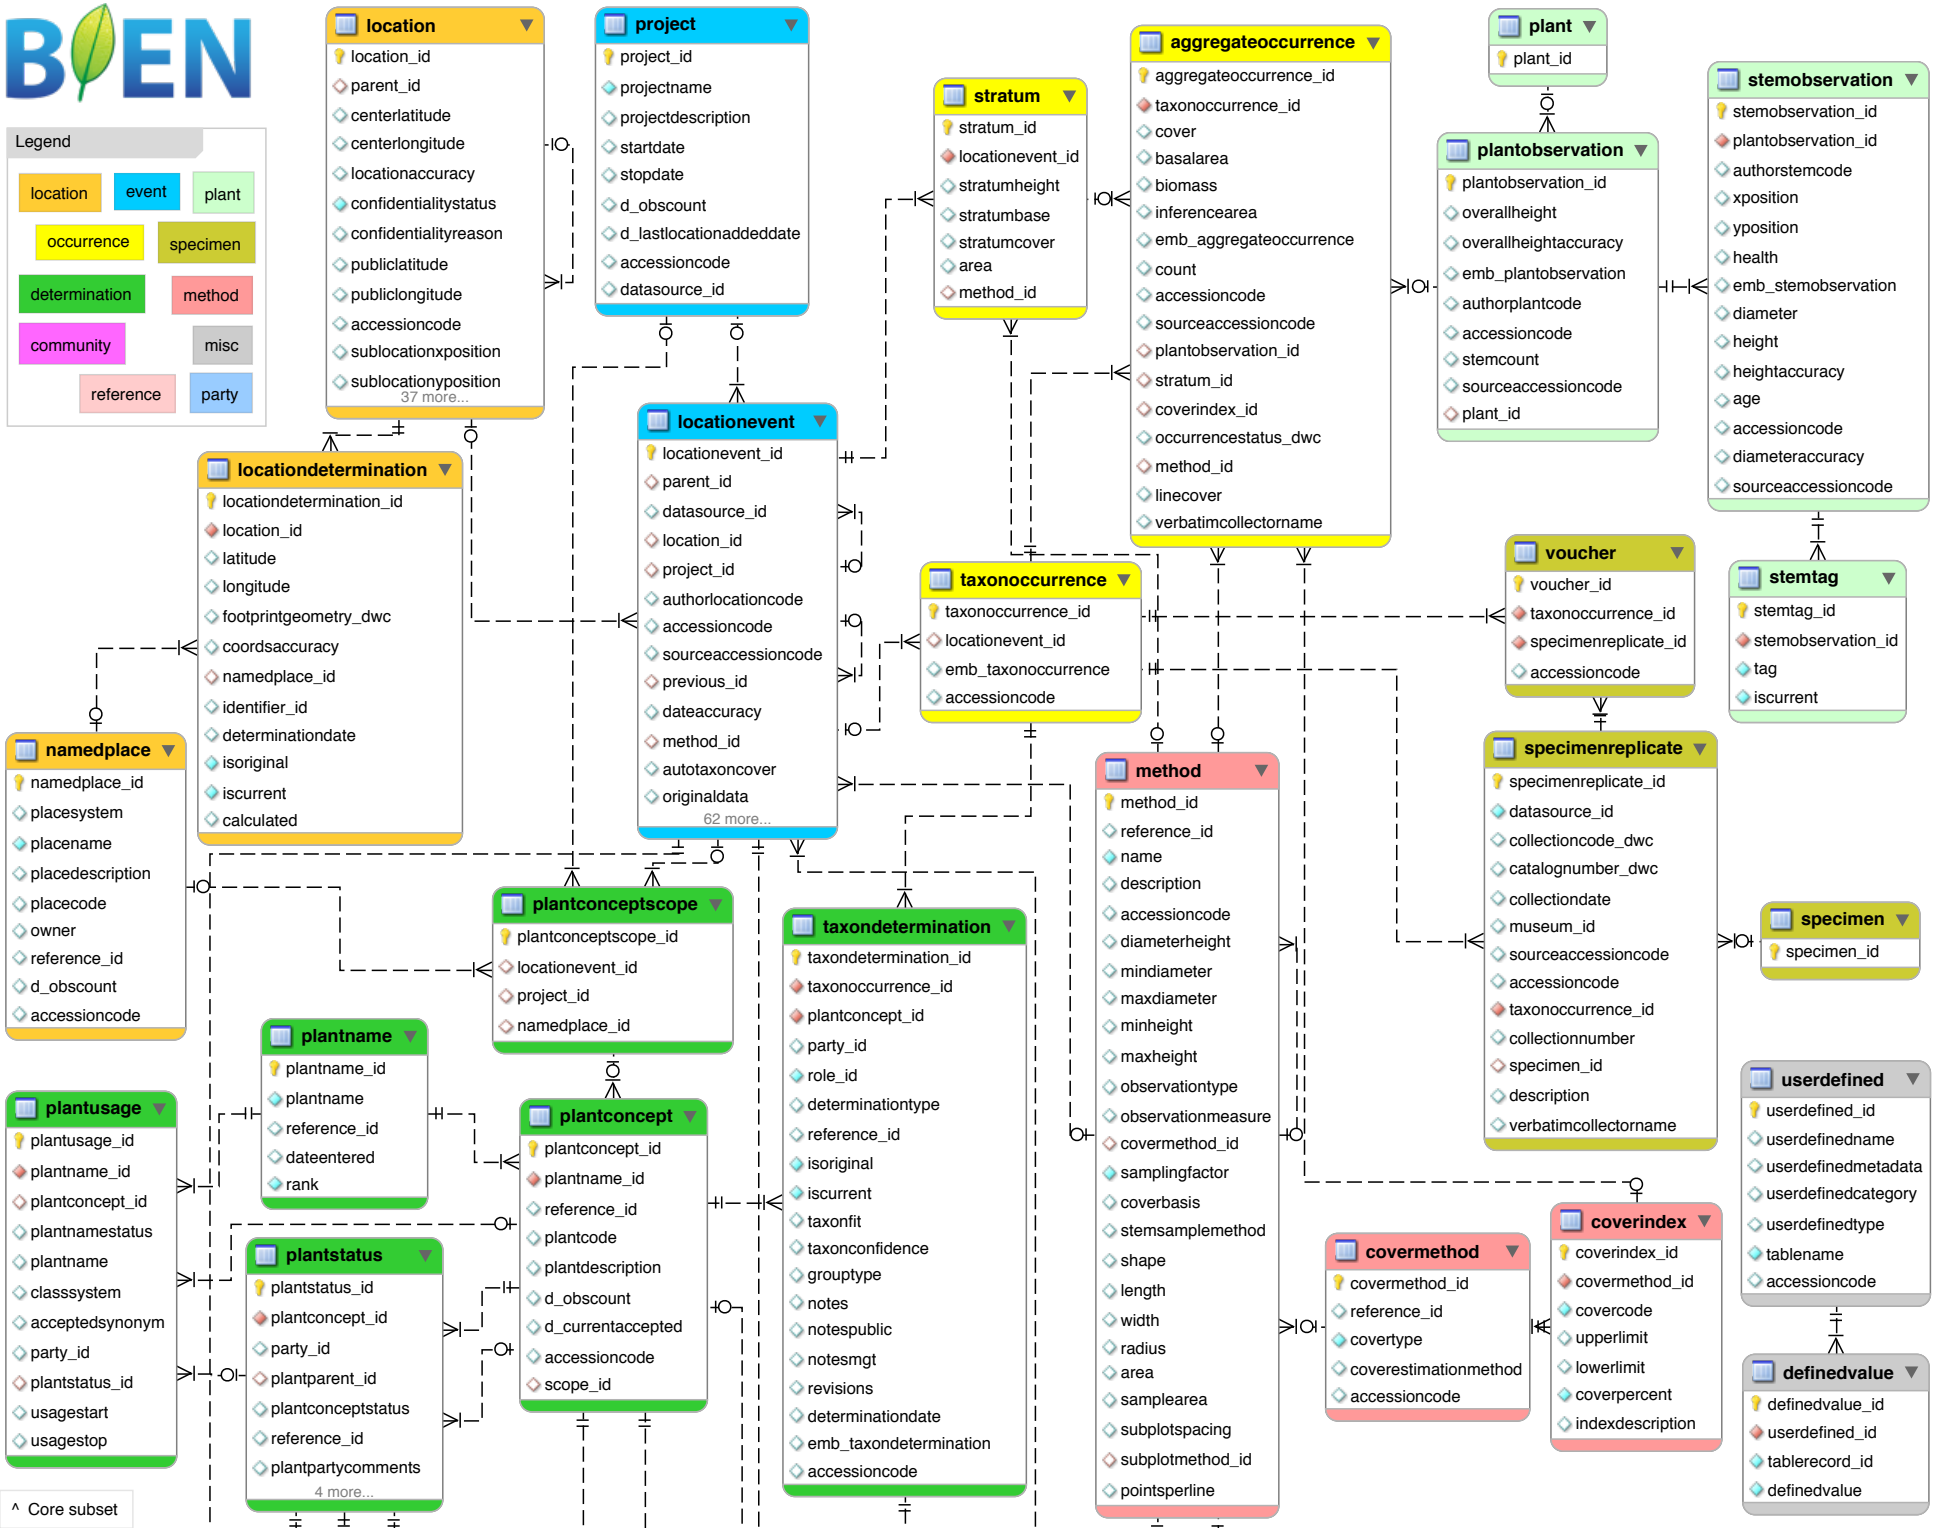 BIEN
Legend
location
event
plant
occurrence
specimen
determination
method
community
misc
reference
party
location
location_id
parent_id
centerlatitude
centerlongitude
locationaccuracy
confidentialitystatus
confidentialityreason
publiclatitude
publiclongitude
accessioncode
sublocationxposition
sublocationyposition
37 more...
project
project_id
projectname
projectdescription
startdate
stopdate
d_obscount
d_lastlocationaddeddate
accessioncode
datasource_id
stratum
stratum_id
locationevent_id
stratumheight
stratumbase
stratumcover
area
method_id
aggregateoccurrence
aggregateoccurrence_id
taxonoccurrence_id
cover
basalarea
biomass
inferencearea
emb_aggregateoccurrence
count
accessioncode
sourceaccessioncode
plantobservation_id
stratum_id
coverindex_id
occurrencestatus_dwc
method_id
linecover
verbatimcollectorname
plant
plant_id
plantobservation
plantobservation_id
overallheight
overallheightaccuracy
emb_plantobservation
authorplantcode
accessioncode
stemcount
sourceaccessioncode
plant_id
stemobservation
stemobservation_id
plantobservation_id
authorstemcode
xposition
yposition
health
emb_stemobservation
diameter
height
heightaccuracy
age
accessioncode
diameteraccuracy
sourceaccessioncode
locationdetermination
locationdetermination_id
location_id
latitude
longitude
footprintgeometry_dwc
coordsaccuracy
namedplace_id
identifier_id
determinationdate
isoriginal
iscurrent
calculated
locationevent
locationevent_id
parent_id
datasource_id
location_id
project_id
authorlocationcode
accessioncode
sourceaccessioncode
previous_id
dateaccuracy
method_id
autotaxoncover
originaldata
62 more...
taxonoccurrence
taxonoccurrence_id
locationevent_id
emb_taxonoccurrence
accessioncode
voucher
voucher_id
taxonoccurrence_id
specimenreplicate_id
accessioncode
stemtag
stemtag_id
stemobservation_id
tag
iscurrent
namedplace
namedplace_id
placesystem
placename
placedescription
placecode
owner
reference_id
d_obscount
accessioncode
method
method_id
reference_id
name
description
accessioncode
diameterheight
mindiameter
maxdiameter
minheight
maxheight
observationtype
observationmeasure
covermethod_id
samplingfactor
coverbasis
stemsamplemethod
shape
length
width
radius
area
samplearea
subplotspacing
subplotmethod_id
pointsperline
specimenreplicate
specimenreplicate_id
datasource_id
collectioncode_dwc
catalognumber_dwc
collectiondate
museum_id
sourceaccessioncode
accessioncode
taxonoccurrence_id
collectionnumber
specimen_id
description
verbatimcollectorname
specimen
specimen_id
plantconceptscope
plantconceptscope_id
locationevent_id
project_id
namedplace_id
taxondetermination
taxondetermination_id
taxonoccurrence_id
plantconcept_id
party_id
role_id
determinationtype
reference_id
isoriginal
iscurrent
taxonfit
taxonconfidence
grouptype
notes
notespublic
notesmgt
revisions
determinationdate
emb_taxondetermination
accessioncode
plantname
plantname_id
plantname
reference_id
dateentered
rank
plantusage
plantusage_id
plantname_id
plantconcept_id
plantnamestatus
plantname
classsystem
acceptedsynonym
party_id
plantstatus_id
usagestart
usagestop
plantconcept
plantconcept_id
plantname_id
reference_id
plantcode
plantdescription
d_obscount
d_currentaccepted
accessioncode
scope_id
plantstatus
plantstatus_id
plantconcept_id
party_id
plantparent_id
plantconceptstatus
reference_id
plantpartycomments
4 more...
userdefined
userdefined_id
userdefinedname
userdefinedmetadata
userdefinedcategory
userdefinedtype
tablename
accessioncode
covermethod
covermethod_id
reference_id
covertype
coverestimationmethod
accessioncode
coverindex
coverindex_id
covermethod_id
covercode
upperlimit
lowerlimit
coverpercent
indexdescription
definedvalue
definedvalue_id
userdefined_id
tablerecord_id
definedvalue
^ Core subset